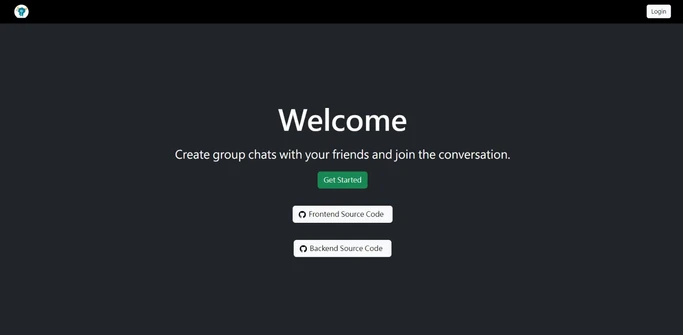 Login
Welcome
Create group chats with your friends and join the conversation.
Get Started
Frontend Source Code
Backend Source Code